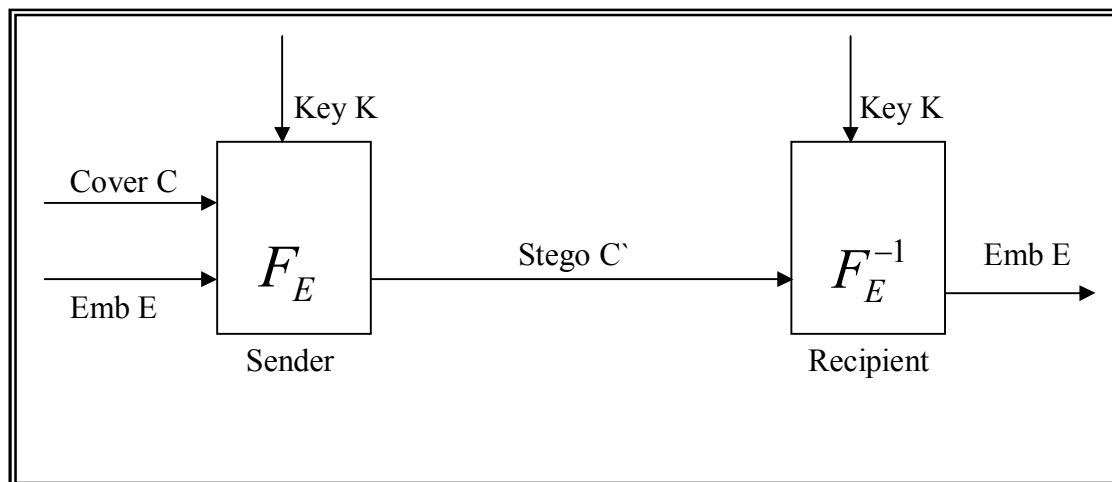 Key K
Key K
Cover C
Emb E
F_E
Sender
Stego C`
F_E^{-1}
Recipient
Emb E